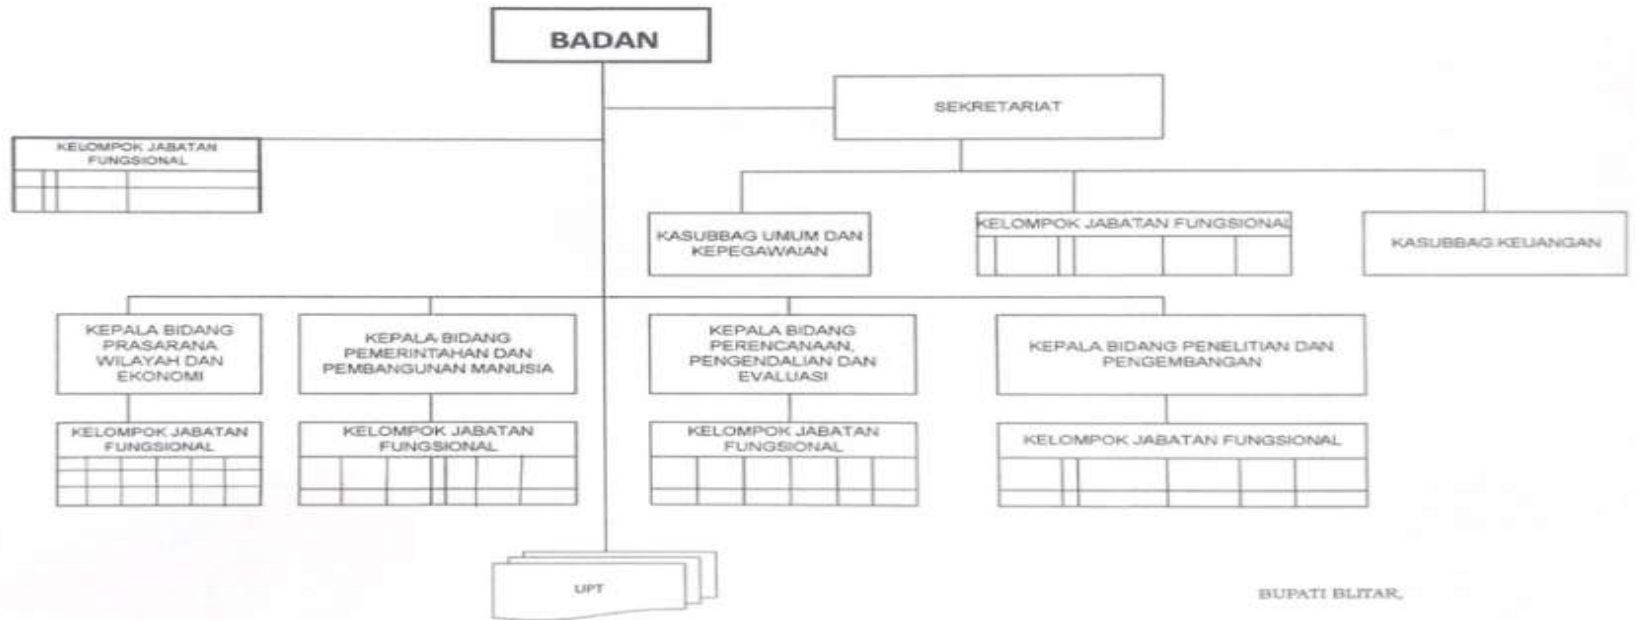 BADAN
SEKRETARIAT
KELOMPOK JABATAN
FUNGSIONAL
KASUBBAG UMUM DAN
KEPEGAWAIAN
KELOMPOK JABATAN FUNGSIONAL
KASUBBAG KEUANGAN
KEPALA BIDANG
PRASARANA
WILAYAH DAN
EKONOMI
KEPALA BIDANG
PEMERINTAHAN DAN
PEMBANGUNAN MANUSIA
KEPALA BIDANG
PERENCANAAN,
PENGENDALIAN DAN
EVALUASI
KEPALA BIDANG PENELITIAN DAN
PENGEMBANGAN
KELOMPOK JABATAN
FUNGSIONAL
KELOMPOK JABATAN
FUNGSIONAL
KELOMPOK JABATAN
FUNGSIONAL
KELOMPOK JABATAN FUNGSIONAL
UPT
BUPATI BLITAR,